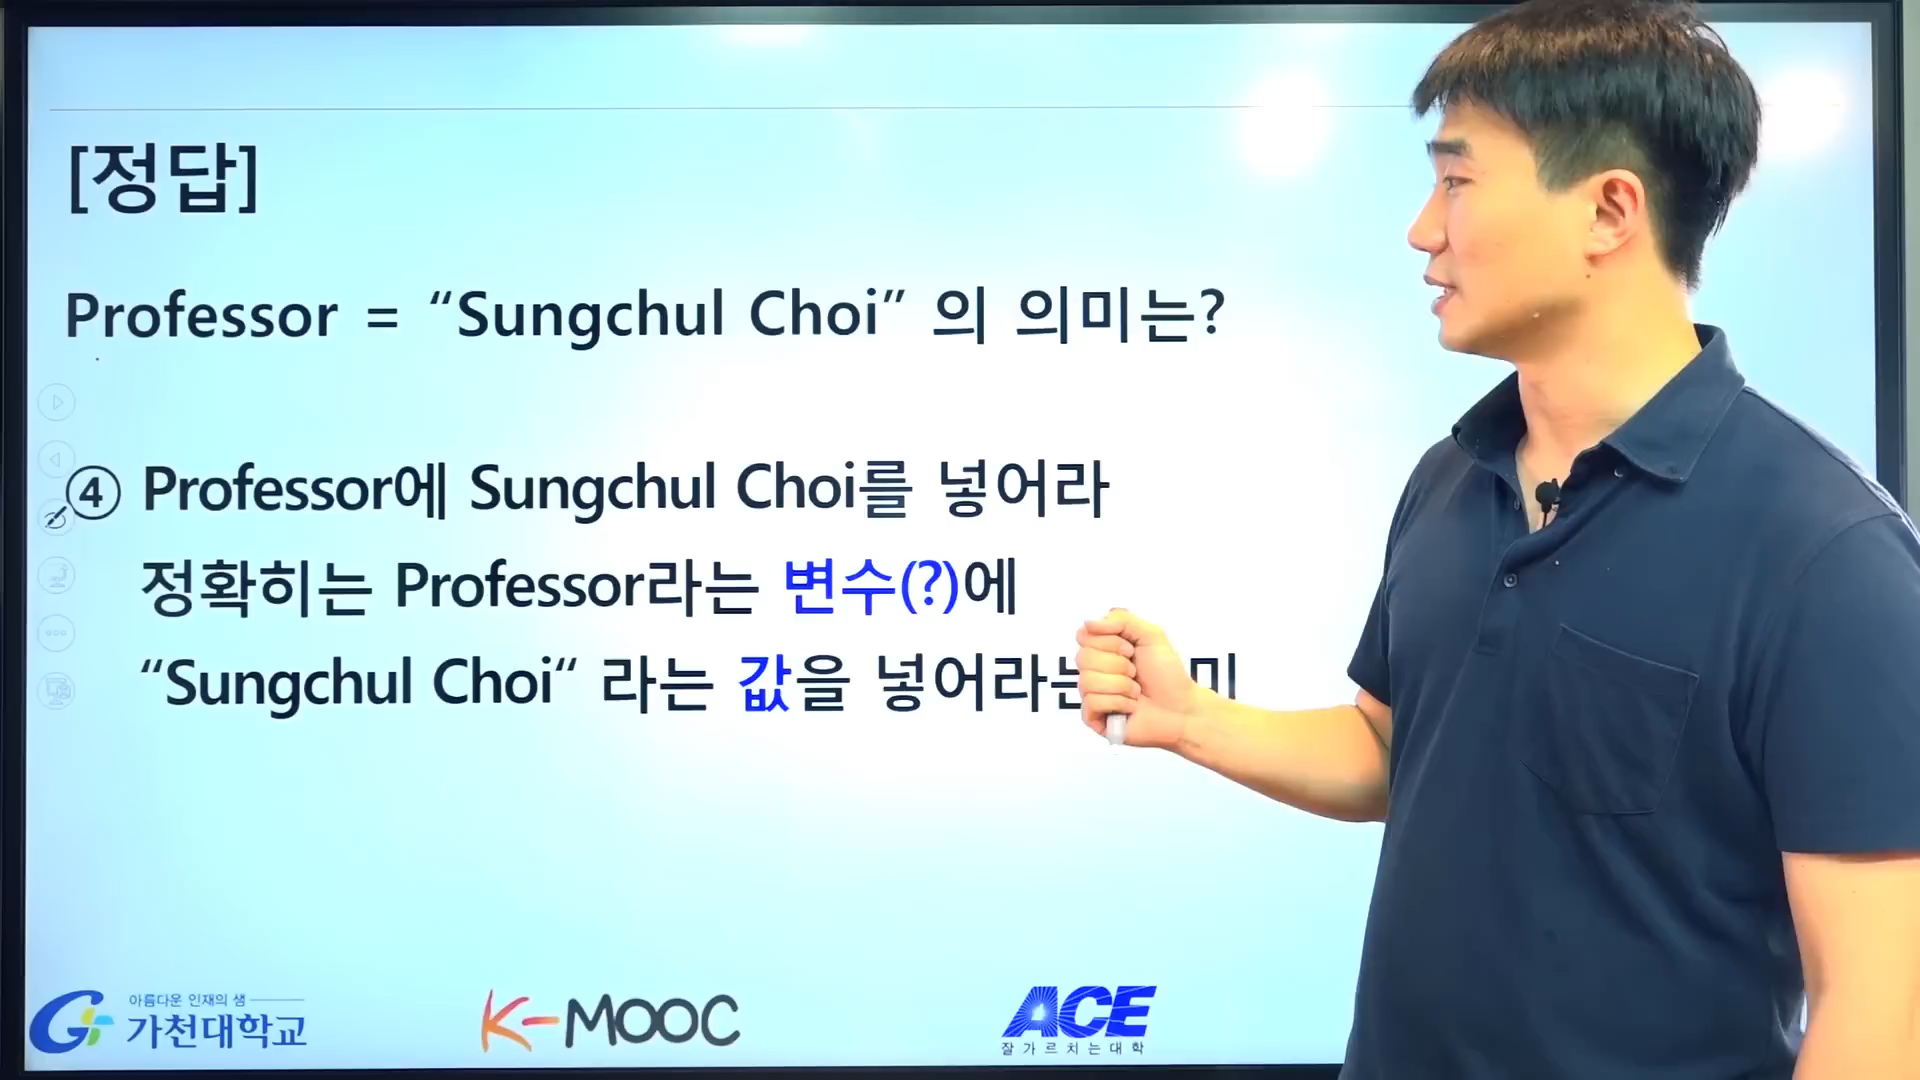 [정답]
Professor = “Sungchul Choi” 의 의미는?
④ Professor에 Sungchul Choi를 넣어라
정확히는 Professor라는 변수(?)에
“Sungchul Choi“ 라는 값을 넣어라는 미
아름다운 인재의 샘
가천대학교
K-MOOC
ACE
잘가르치는대학